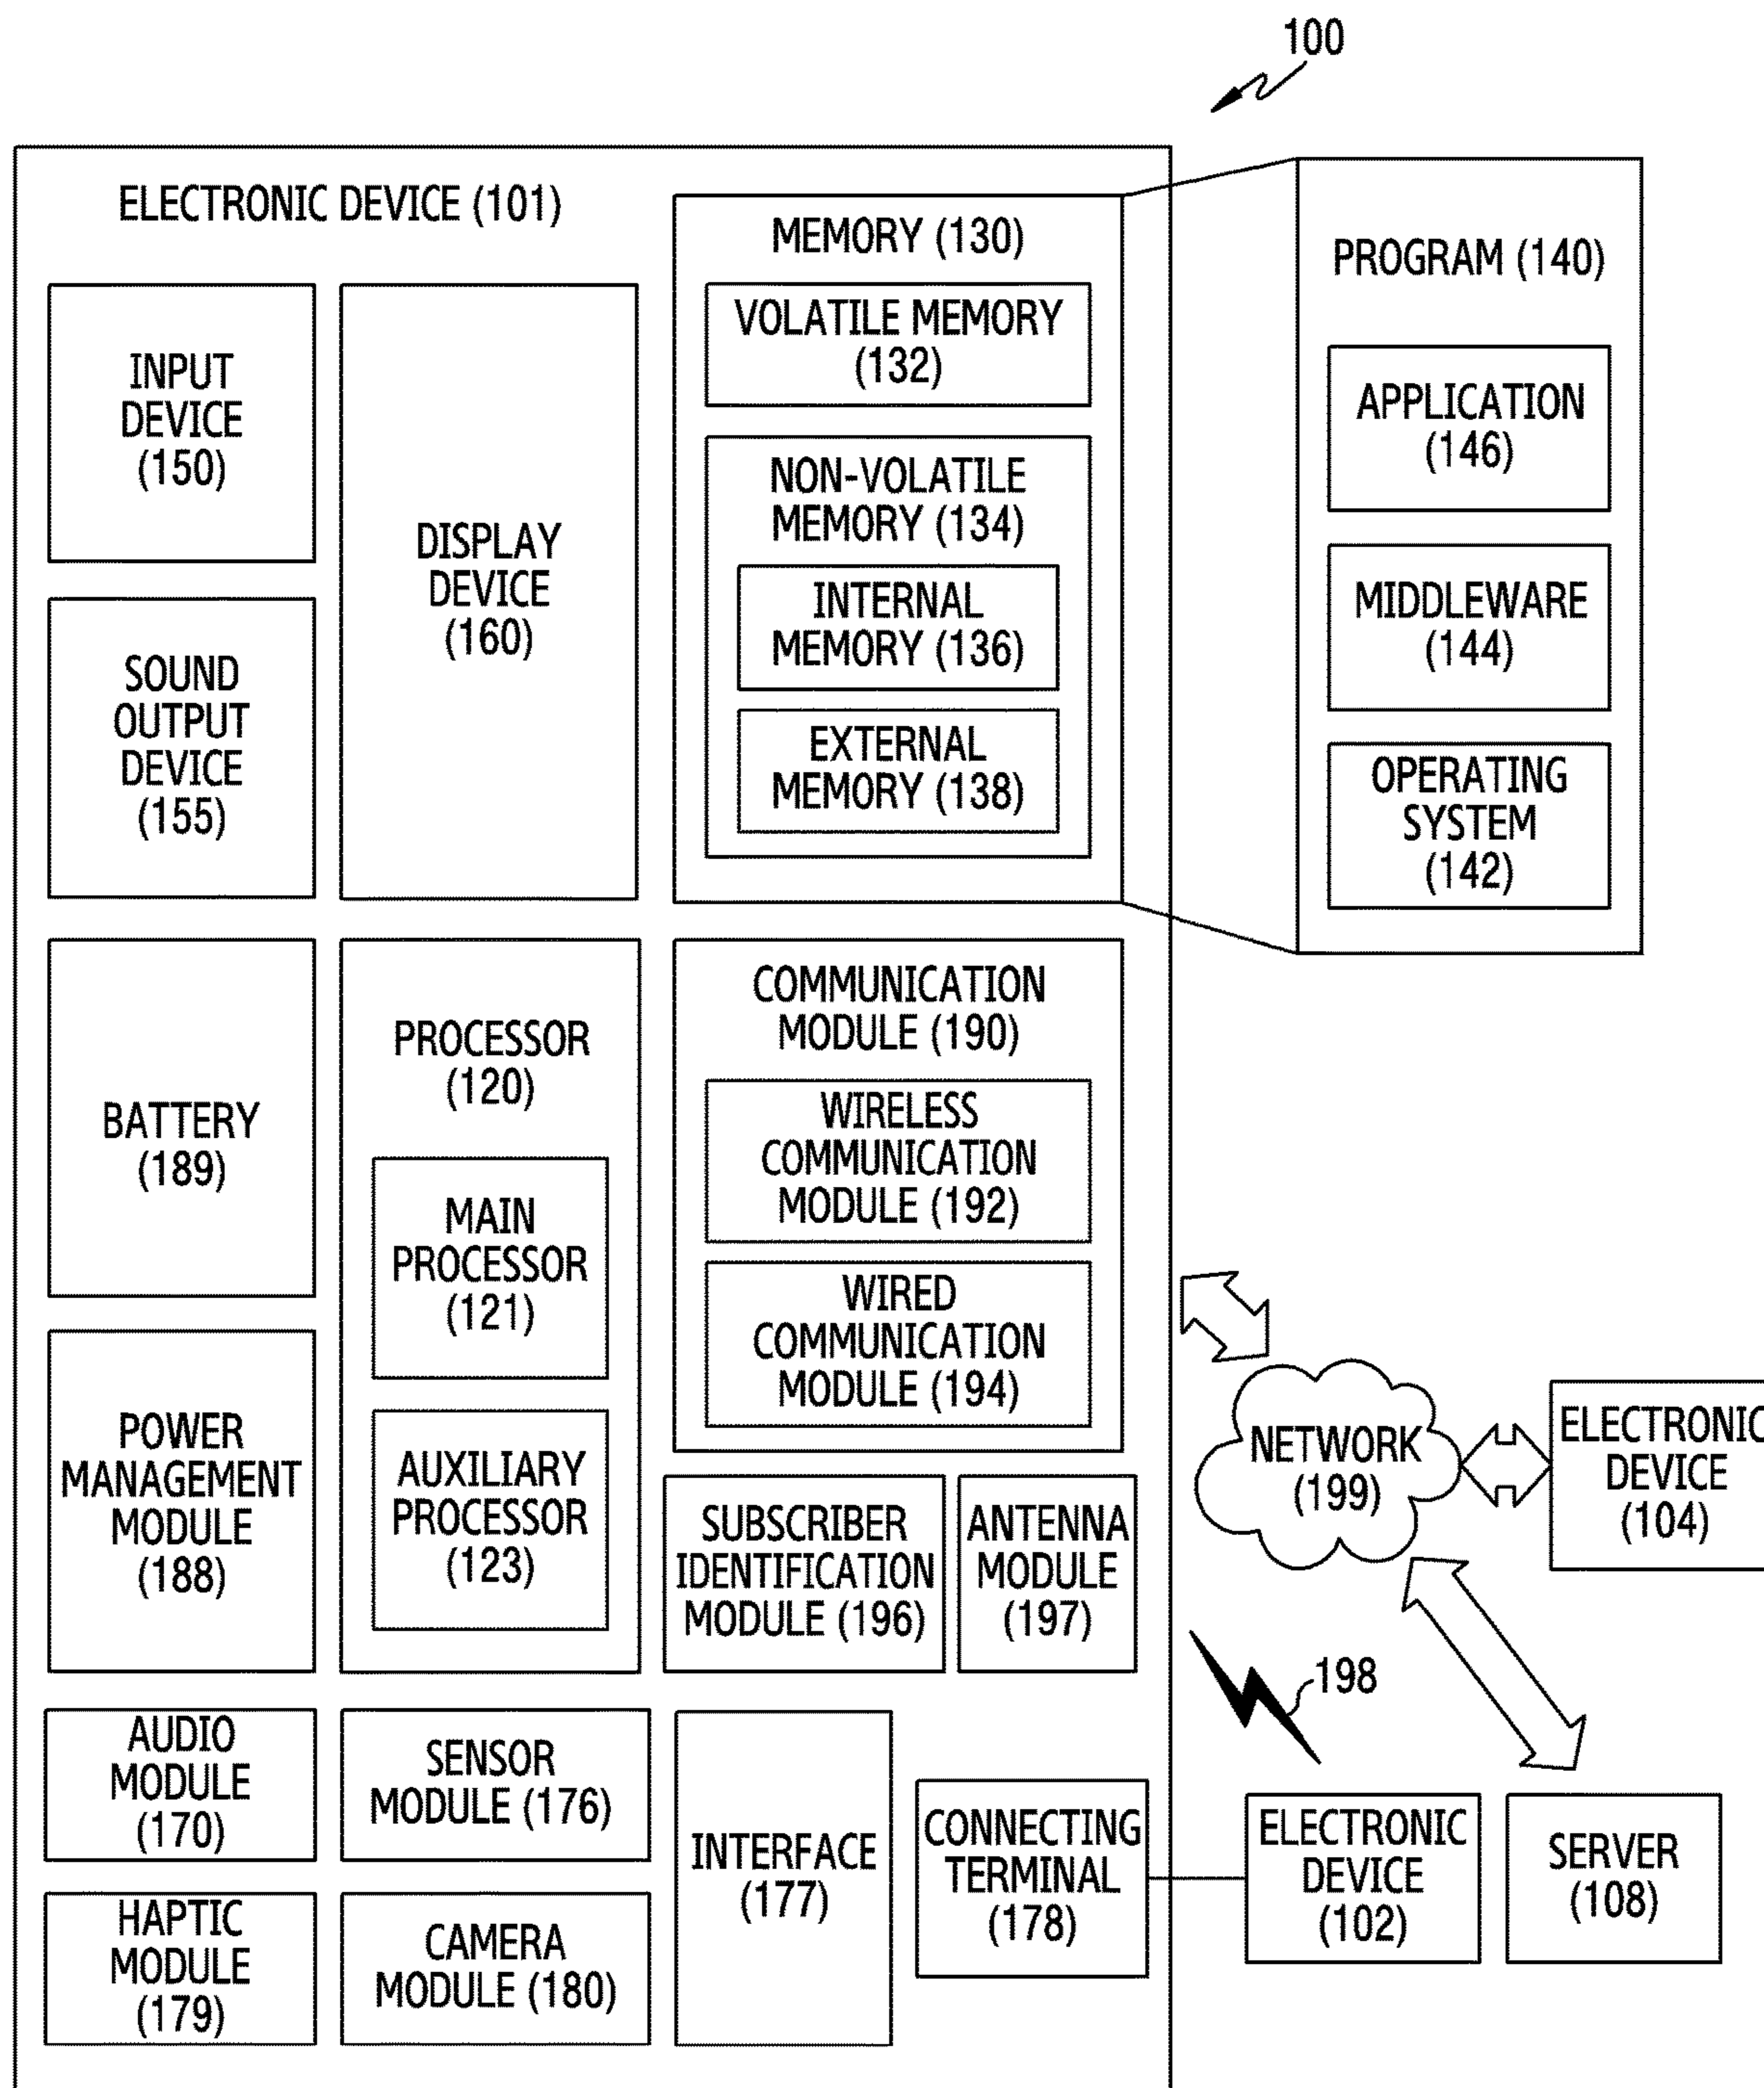 100
ELECTRONIC DEVICE (101)
INPUT
DEVICE
(150)
SOUND
OUTPUT
DEVICE
(155)
DISPLAY
DEVICE
(160)
MEMORY (130)
VOLATILE MEMORY
(132)
NON-VOLATILE
MEMORY (134)
INTERNAL
MEMORY (136)
EXTERNAL
MEMORY (138)
PROGRAM (140)
APPLICATION
(146)
MIDDLEWARE
(144)
OPERATING
SYSTEM
(142)
BATTERY
(189)
POWER
MANAGEMENT
MODULE
(188)
PROCESSOR
(120)
MAIN
PROCESSOR
(121)
AUXILIARY
PROCESSOR
(123)
COMMUNICATION
MODULE (190)
WIRELESS
COMMUNICATION
MODULE (192)
WIRED
COMMUNICATION
MODULE (194)
SUBSCRIBER
IDENTIFICATION
MODULE (196)
ANTENNA
MODULE
(197)
NETWORK
(199)
ELECTRONIC
DEVICE
(104)
198
AUDIO
MODULE
(170)
HAPTIC
MODULE
(179)
SENSOR
MODULE (176)
CAMERA
MODULE (180)
INTERFACE
(177)
CONNECTING
TERMINAL
(178)
ELECTRONIC
DEVICE
(102)
SERVER
(108)